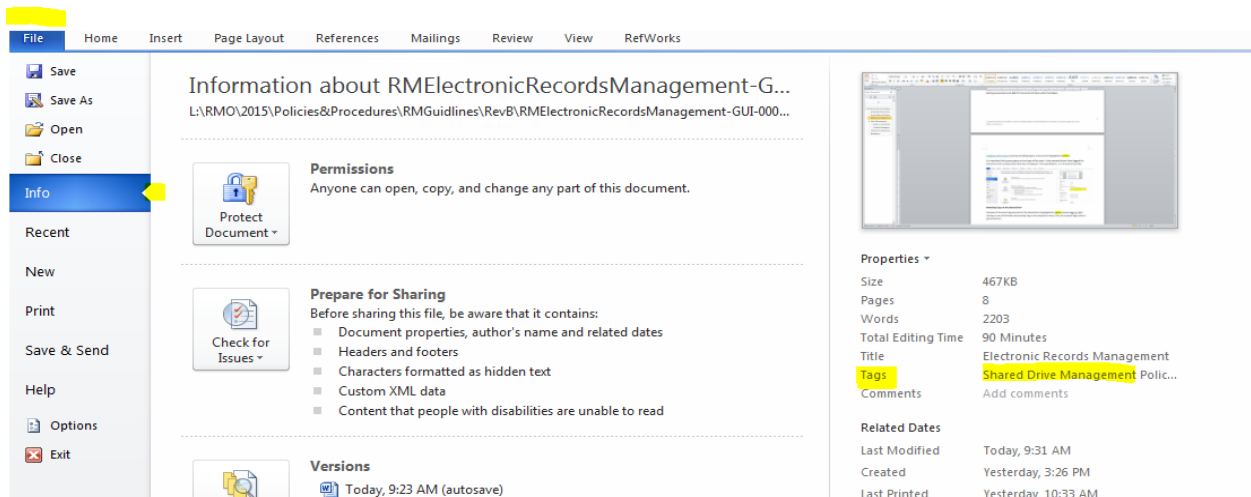 File Home Insert Page Layout References Mailings Review View RefWorks
Save
Save As
Open
Close
Info
Recent
New
Print
Save & Send
Help
Options
Exit
Information about RMElectronicRecordsManagement-G...
L:\RMO\2015\Policies&Procedures\RMGuidlines\RevB\RMElectronicRecordsManagement-GUI-000...
Protect
Document
Permissions
Anyone can open, copy, and change any part of this document.
Check for
Issues
Prepare for Sharing
Before sharing this file, be aware that it contains:
Document properties, author's name and related dates
Headers and footers
Characters formatted as hidden text
Custom XML data
Content that people with disabilities are unable to read
Versions
Today, 9:23 AM (autosave)
Properties
Size 467KB
Pages 8
Words 2203
Total Editing Time 90 Minutes
Title Electronic Records Management
Tags Shared Drive Management Polic...
Comments Add comments
Related Dates
Last Modified Today, 9:31 AM
Created Yesterday, 3:26 PM
Last Printed Yesterday, 10:33 AM